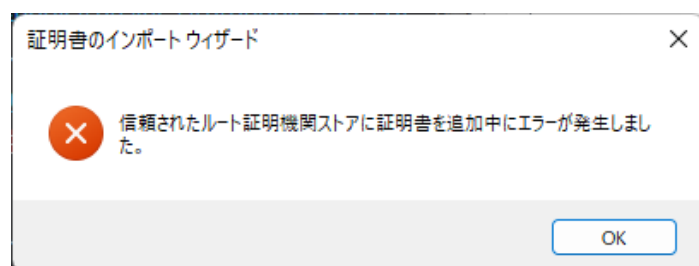 証明書のインポート ウィザード
信頼されたルート証明機関ストアに証明書を追加中にエラーが発生しまし
た。
OK